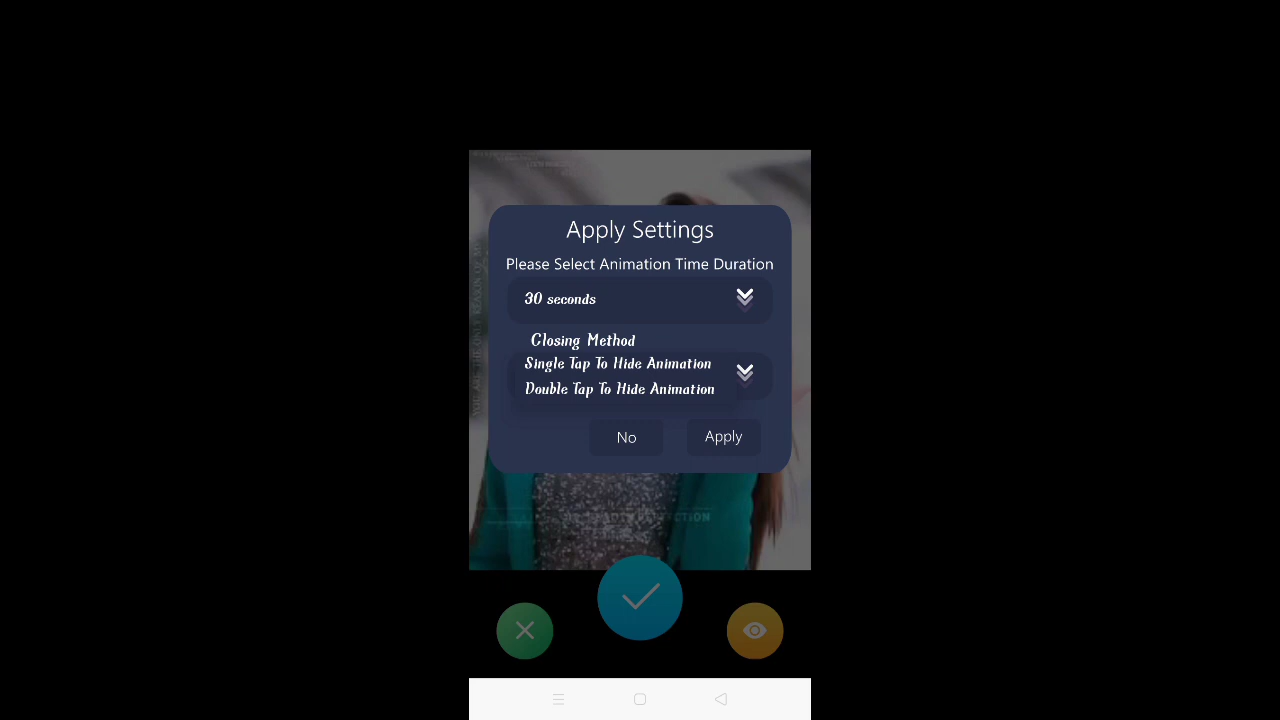 Apply Settings
Please Select Animation Time Duration
30 seconds
Closing Method
Single Tap To Hide Animation
Double Tap To Hide Animation
No
Apply